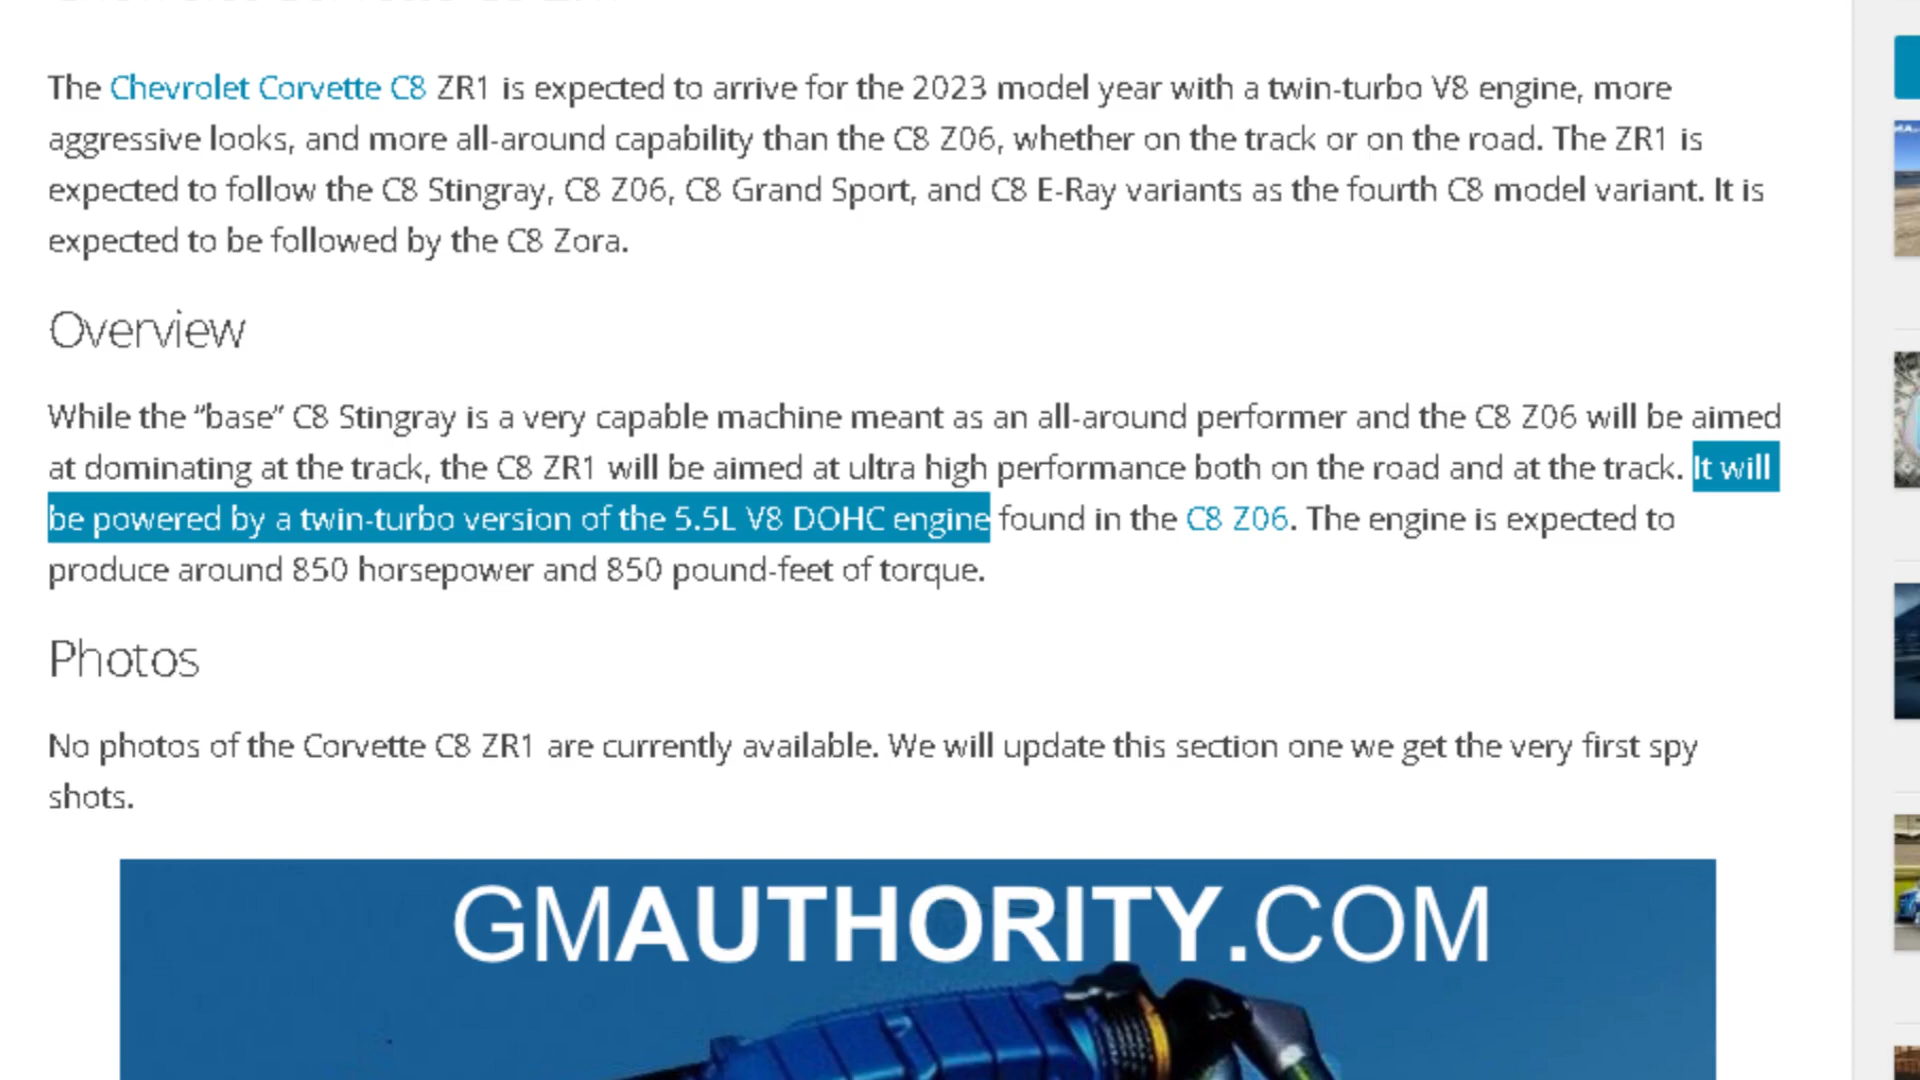 The Chevrolet Corvette C8 ZR1 is expected to arrive for the 2023 model year with a twin-turbo V8 engine, more
aggressive looks, and more all-around capability than the C8 Z06, whether on the track or on the road. The ZR1 is
expected to follow the C8 Stingray, C8 Z06, C8 Grand Sport, and C8 E-Ray variants as the fourth C8 model variant. It is
expected to be followed by the C8 Zora.
Overview
While the “base” C8 Stingray is a very capable machine meant as an all-around performer and the C8 Z06 will be aimed
at dominating at the track, the C8 ZR1 will be aimed at ultra high performance both on the road and at the track. It will
be powered by a twin-turbo version of the 5.5L V8 DOHC engine found in the C8 Z06. The engine is expected to
produce around 850 horsepower and 850 pound-feet of torque.
Photos
No photos of the Corvette C8 ZR1 are currently available. We will update this section one we get the very first spy
shots.
GMAUTHORITY.COM